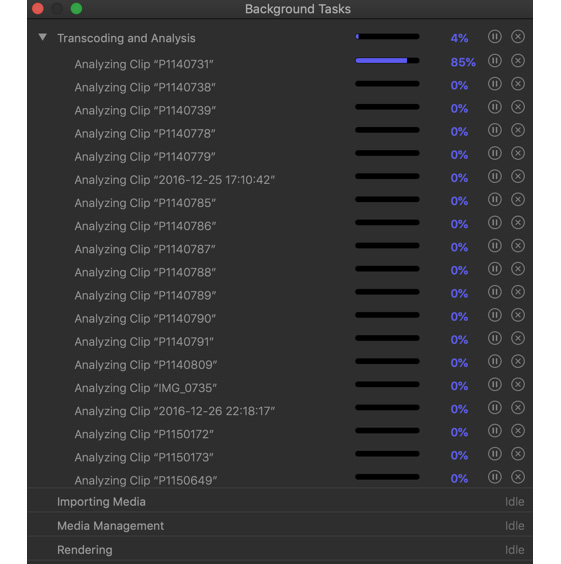 Background Tasks
Transcoding and Analysis 4%
Analyzing Clip “P1140731” 85%
Analyzing Clip “P1140738” 0%
Analyzing Clip “P1140739” 0%
Analyzing Clip “P1140778” 0%
Analyzing Clip “P1140779” 0%
Analyzing Clip “2016-12-25 17:10:42” 0%
Analyzing Clip “P1140785” 0%
Analyzing Clip “P1140786” 0%
Analyzing Clip “P1140787” 0%
Analyzing Clip “P1140788” 0%
Analyzing Clip “P1140789” 0%
Analyzing Clip “P1140790” 0%
Analyzing Clip “P1140791” 0%
Analyzing Clip “P1140809” 0%
Analyzing Clip “IMG_0735” 0%
Analyzing Clip “2016-12-26 22:18:17” 0%
Analyzing Clip “P1150172” 0%
Analyzing Clip “P1150173” 0%
Analyzing Clip “P1150649” 0%
Importing Media Idle
Media Management Idle
Rendering Idle